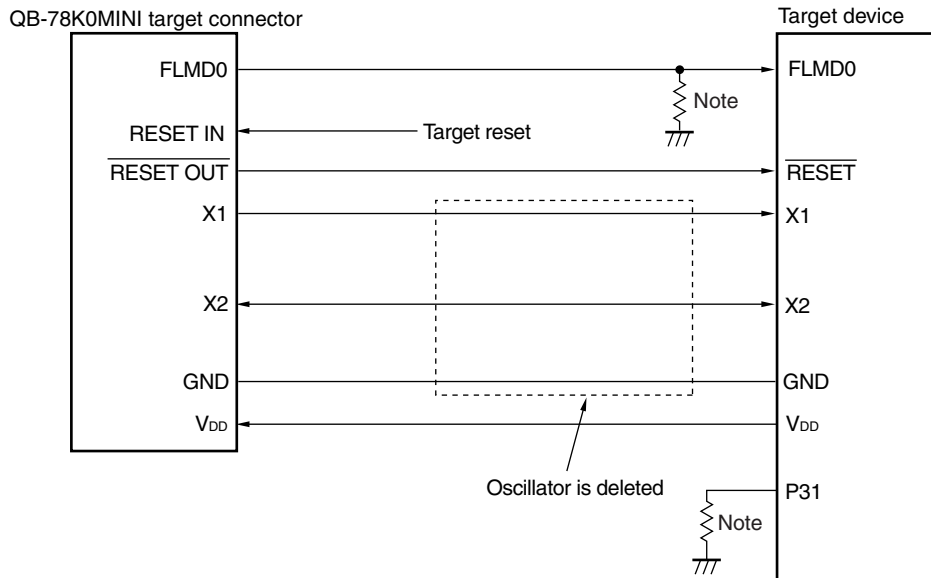 QB-78K0MINI target connector
Target device
FLMD0
FLMD0
Note
RESET IN
Target reset
RESET OUT
RESET
X1
X1
X2
X2
GND
GND
VDD
VDD
Oscillator is deleted
P31
Note